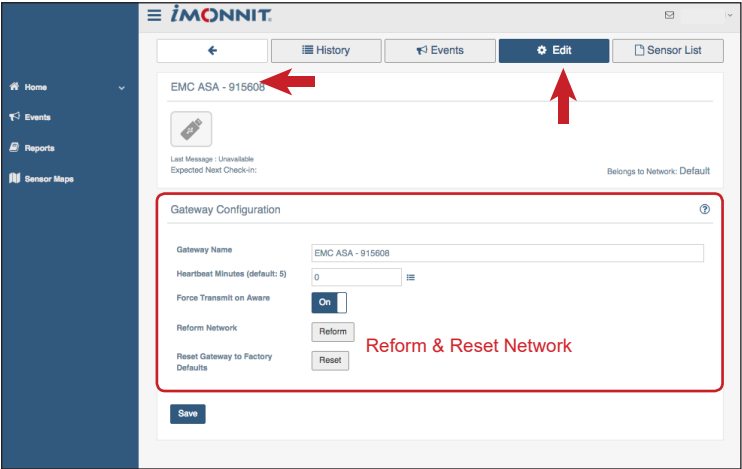 iMONNIT.
History
Events
Edit
Sensor List
Home
Events
Reports
Sensor Maps
EMC ASA - 915608
Last Message : Unavailable
Expected Next Check-in:
Belongs to Network: Default
Gateway Configuration
?
Gateway Name
EMC ASA - 915608
Heartbeat Minutes (default: 5)
0
Force Transmit on Aware
On
Reform Network
Reform
Reform & Reset Network
Reset Gateway to Factory
Defaults
Reset
Save